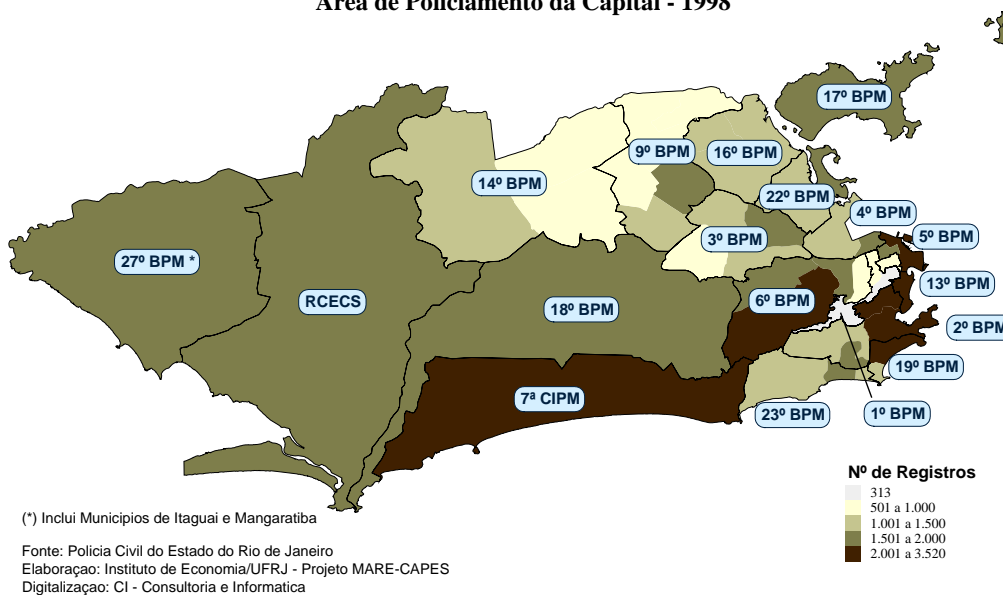 Área de Policiamento da Capital - 1998
17º BPM
9º BPM
16º BPM
14º BPM
22º BPM
4º BPM
3º BPM
5º BPM
27º BPM *
13º BPM
RCECS
6º BPM
18º BPM
2º BPM
19º BPM
7ª CIPM
23º BPM
1º BPM
Nº de Registros
313
501 a 1.000
1.001 a 1.500
1.501 a 2.000
2.001 a 3.520
(*) Inclui Municipios de Itaguai e Mangaratiba
Fonte: Policia Civil do Estado do Rio de Janeiro
Elaboraçao: Instituto de Economia/UFRJ - Projeto MARE-CAPES
Digitalizaçao: CI - Consultoria e Informatica